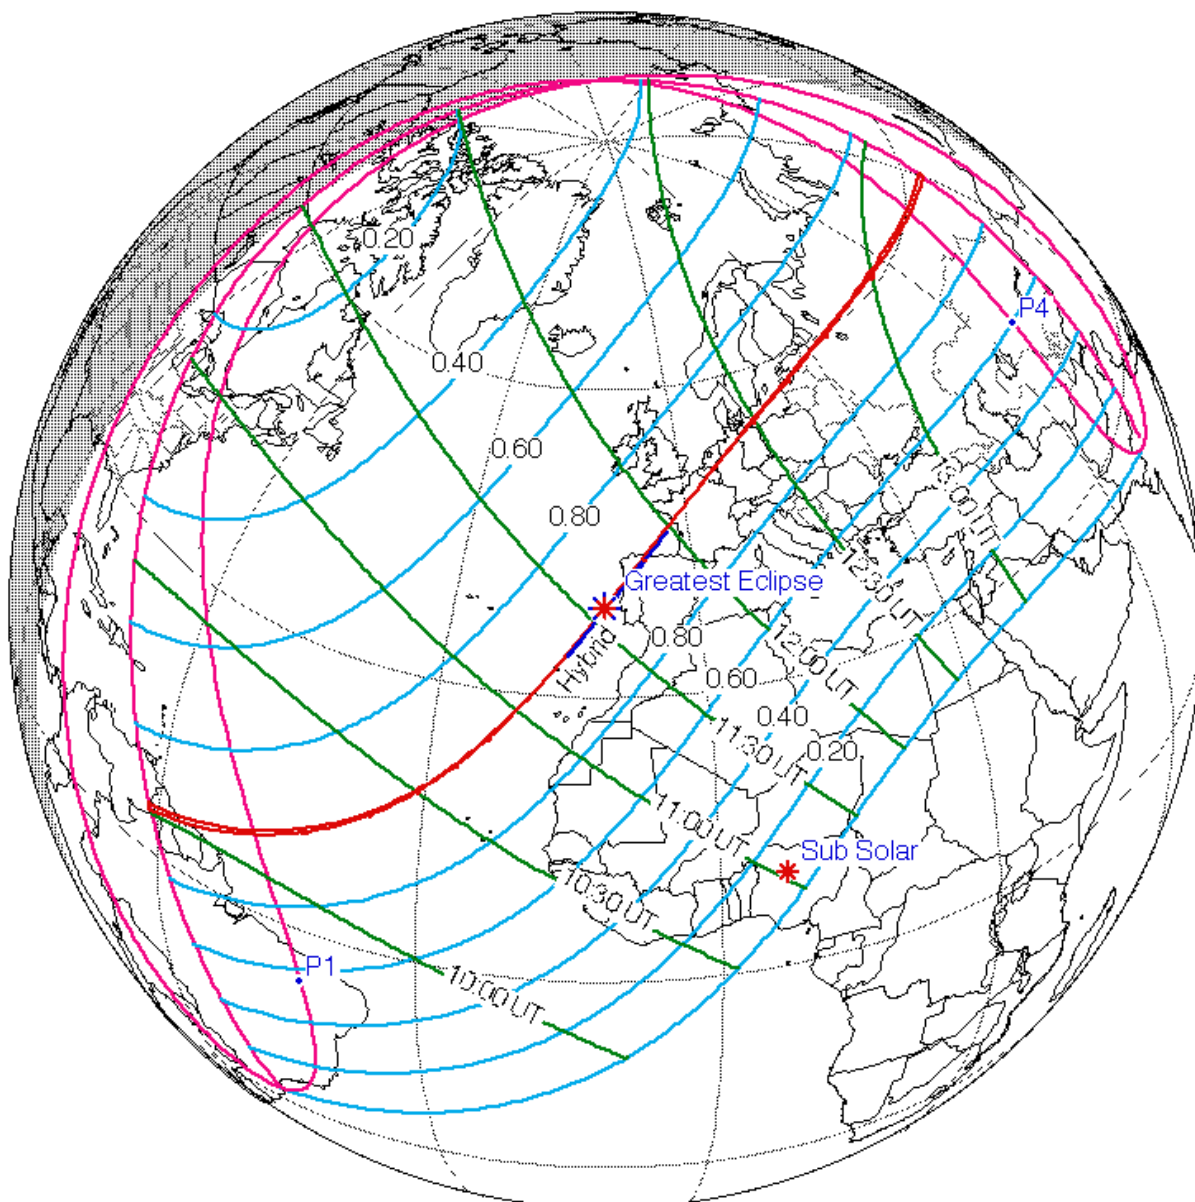 0.20
P4
0.40
0.60
0.80
13:00 UT
12:30 UT
Greatest Eclipse
Hybrid
0.80
12:00 UT
0.60
0.40
11:30 UT
0.20
11:00 UT
Sub Solar
10:30 UT
P1
10:00 UT